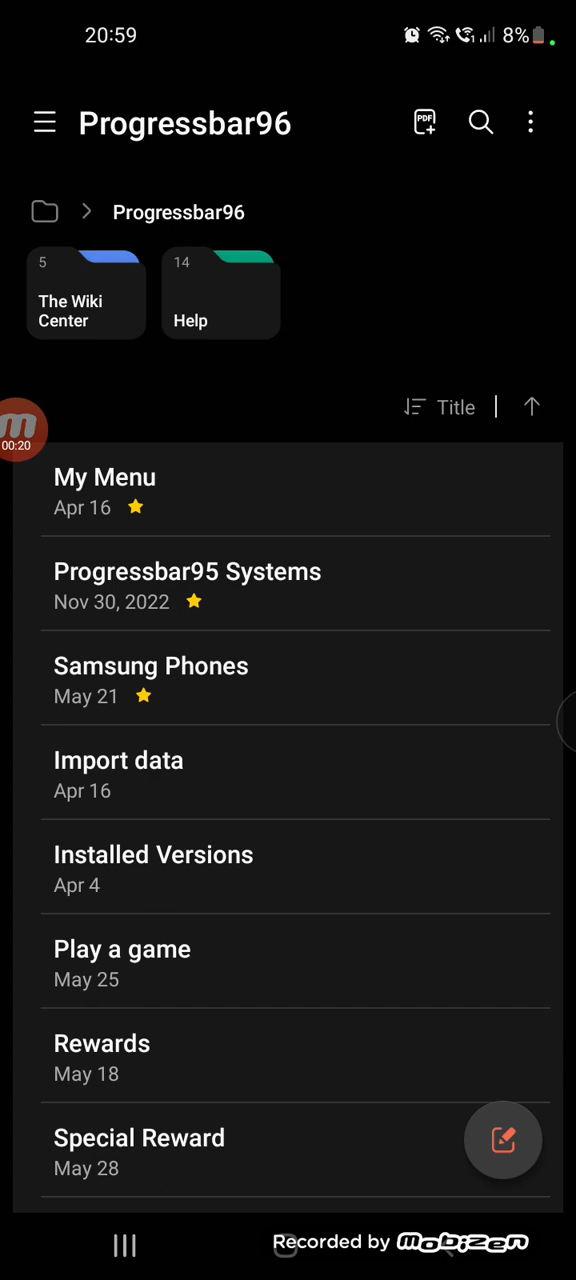 20:59
8%
Progressbar96
PDF
Progressbar96
5
The Wiki
Center
14
Help
Title
m
00:20
My Menu
Apr 16
Progressbar95 Systems
Nov 30, 2022
Samsung Phones
May 21
Import data
Apr 16
Installed Versions
Apr 4
Play a game
May 25
Rewards
May 18
Special Reward
May 28
Recorded by mobizen